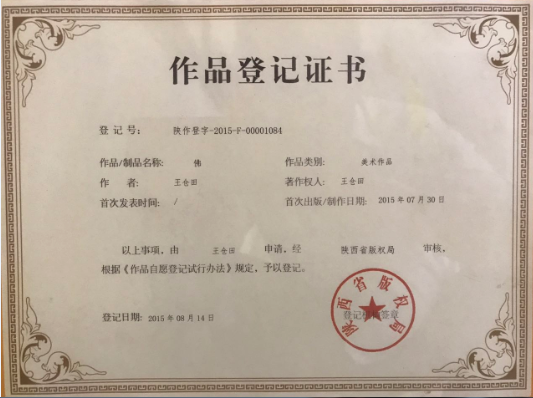 作品登记证书
登记号: 陕作登字-2015-F-00001084
作品/制品名称: 佛 作品类别: 美术作品
作 者: 王仓田 著作权人: 王仓田
首次发表时间: / 首次出版/制作日期: 2015年07月30日
以上事项,由 王仓田 申请,经 陕西省版权局 审核,
根据《作品自愿登记试行办法》规定,予以登记。
陕西省版权局
登记机构签章
登记日期: 2015年08月14日